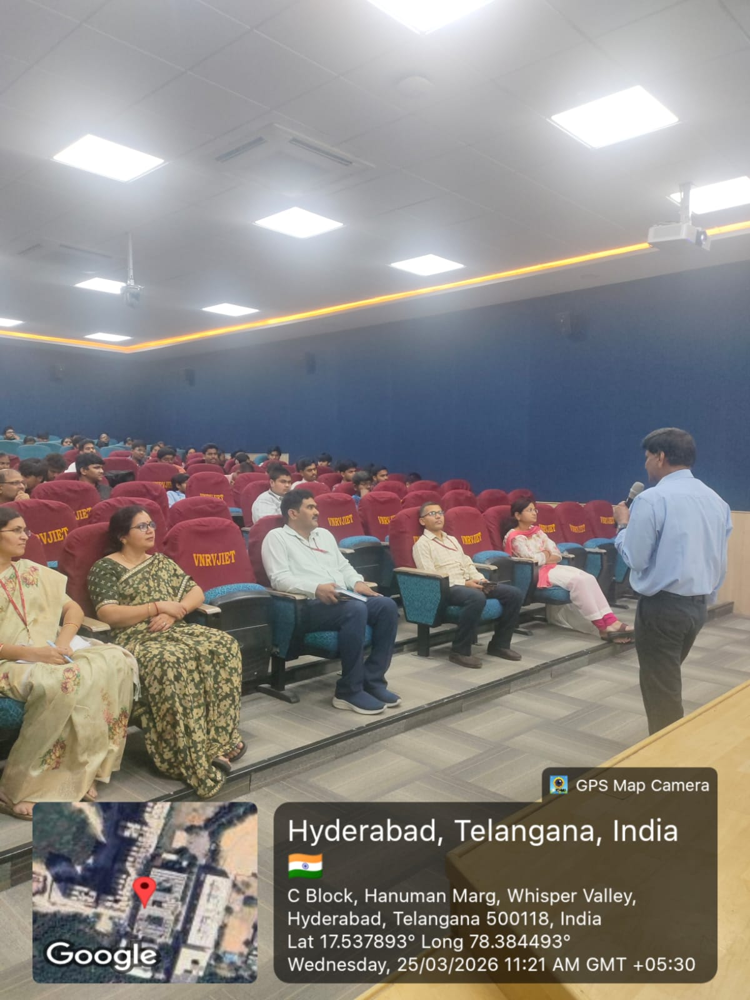 VNRVJIET
VNRVJIET
VNRVJIET
VNRVJIET
VNRVJIET
GPS Map Camera
Hyderabad, Telangana, India
C Block, Hanuman Marg, Whisper Valley,
Hyderabad, Telangana 500118, India
Lat 17.537893° Long 78.384493°
Wednesday, 25/03/2026 11:21 AM GMT +05:30
Google